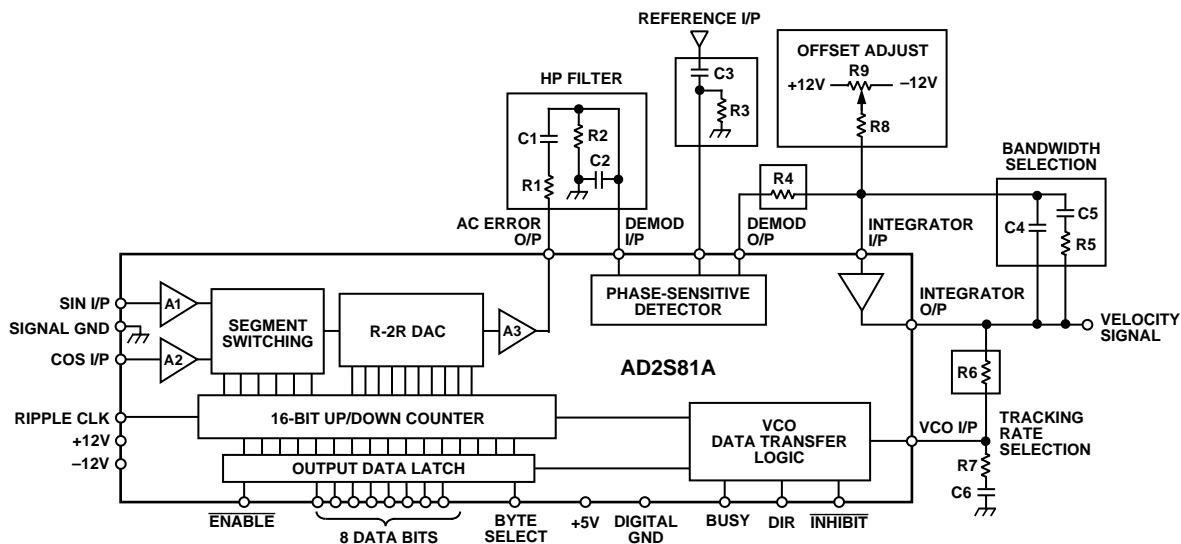 REFERENCE I/P
OFFSET ADJUST
R9
+12V
–12V
R8
HP FILTER
C3
R3
C1
R2
C2
R1
BANDWIDTH
SELECTION
R4
C4
C5
R5
AC ERROR
O/P
DEMOD
I/P
DEMOD
O/P
INTEGRATOR
I/P
SIN I/P
A1
SIGNAL GND
COS I/P
A2
SEGMENT
SWITCHING
R-2R DAC
A3
PHASE-SENSITIVE
DETECTOR
INTEGRATOR
O/P
VELOCITY
SIGNAL
AD2S81A
R6
RIPPLE CLK
16-BIT UP/DOWN COUNTER
+12V
–12V
OUTPUT DATA LATCH
VCO
DATA TRANSFER
LOGIC
VCO I/P
TRACKING
RATE
SELECTION
R7
C6
ENABLE
8 DATA BITS
BYTE
SELECT
+5V
DIGITAL
GND
BUSY
DIR
INHIBIT